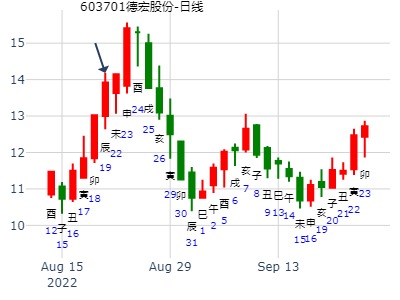 603701德宏股份-日线
15
14
13
12
11
10
酉
12
子
15
丑
16
寅
17
卯
18
辰
19
未
22
申
23
酉
24
戌
25
亥
26
寅
29
卯
30
辰
31
巳
1
午
2
酉
5
戌
6
亥
7
子
8
丑
9
巳
13
午
14
未
15
申
16
亥
19
子
20
丑
21
寅
22
卯
23
Aug 15
2022
Aug 29
Sep 13